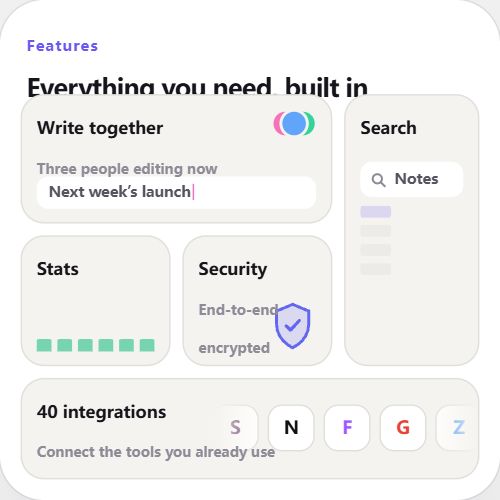 Features
Everything you need, built in
Write together
Three people editing now
Next week’s launch
Search
Notes
Stats
Security
End-to-end
encrypted
40 integrations
Connect the tools you already use
S N F G Z